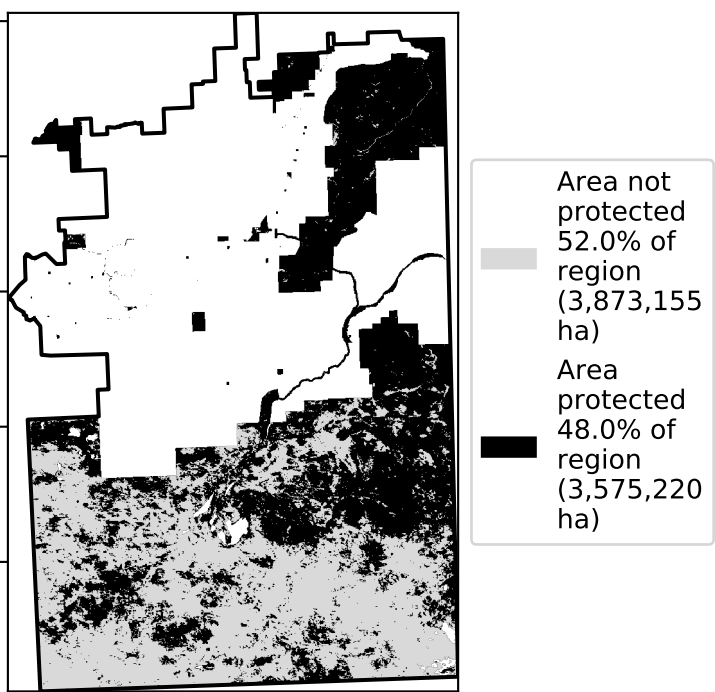 Area not
protected
52.0% of
region
(3,873,155
ha)
Area
protected
48.0% of
region
(3,575,220
ha)